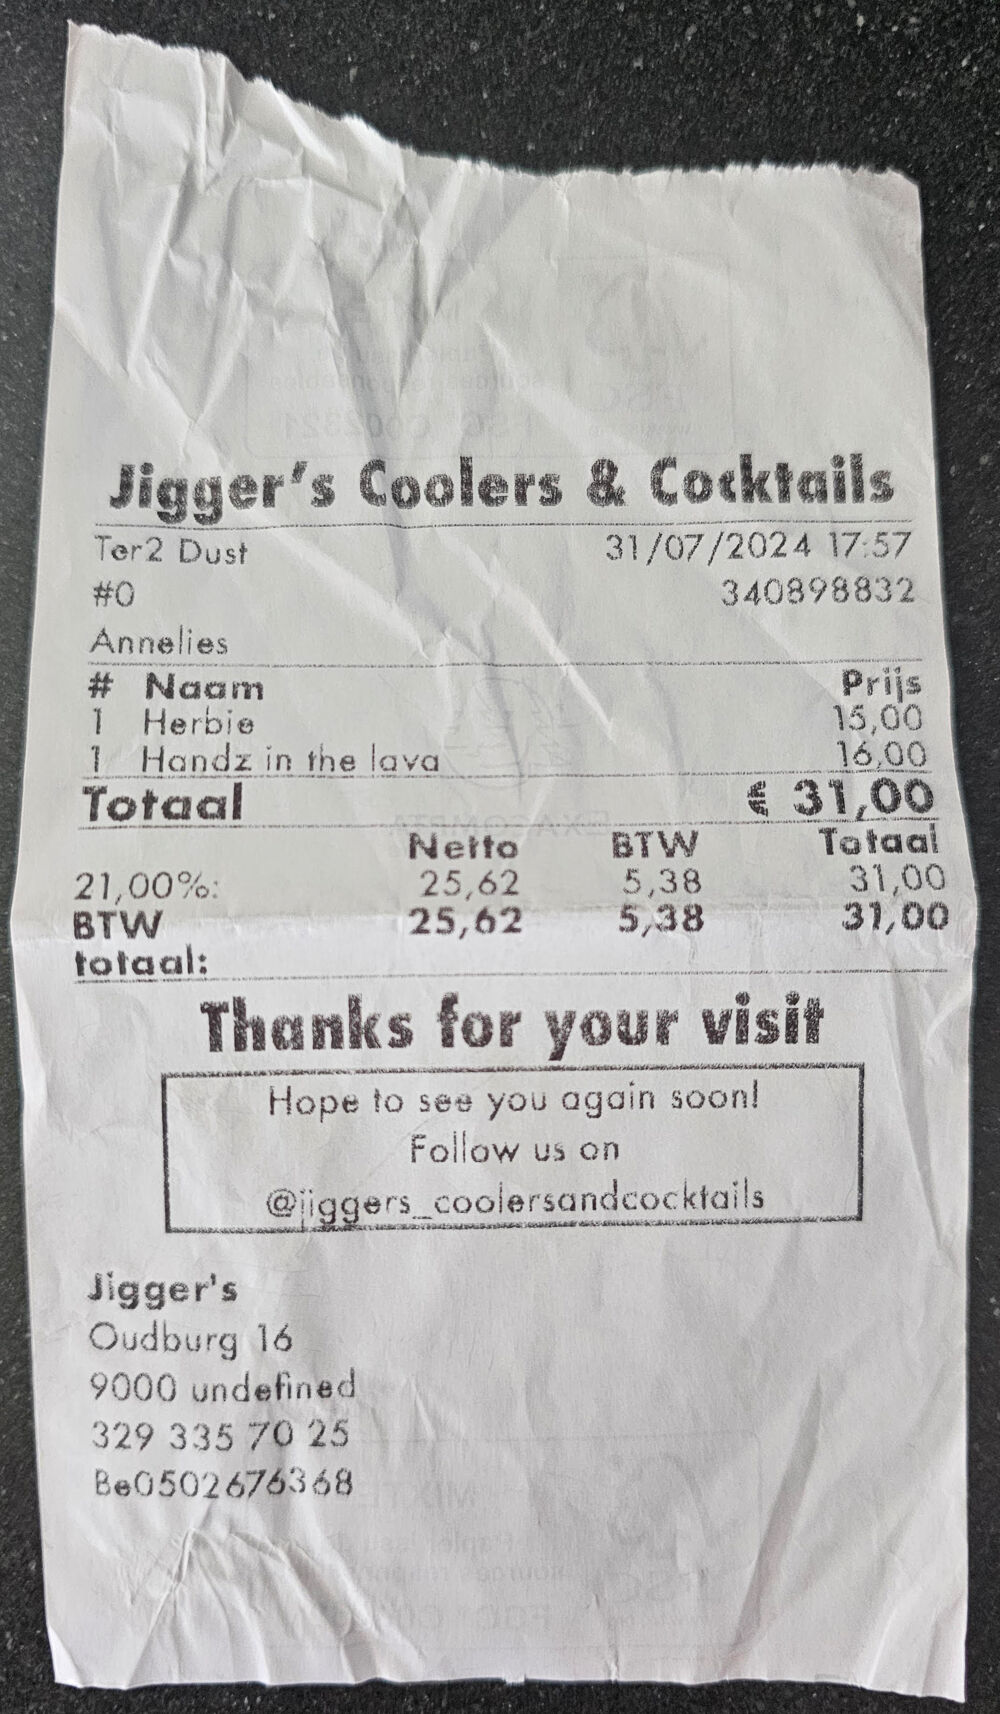 Jigger's Coolers & Cocktails
Ter2 Dust 31/07/2024 17:57
#0 340898832
Annelies
# Naam Prijs
1 Herbie 15,00
1 Handz in the lava 16,00
Totaal € 31,00
Netto BTW Totaal
21,00%: 25,62 5,38 31,00
BTW 25,62 5,38 31,00
totaal:
Thanks for your visit
Hope to see you again soon!
Follow us on
@jiggers_coolersandcocktails
Jigger's
Oudburg 16
9000 undefined
329 335 70 25
Be0502676368